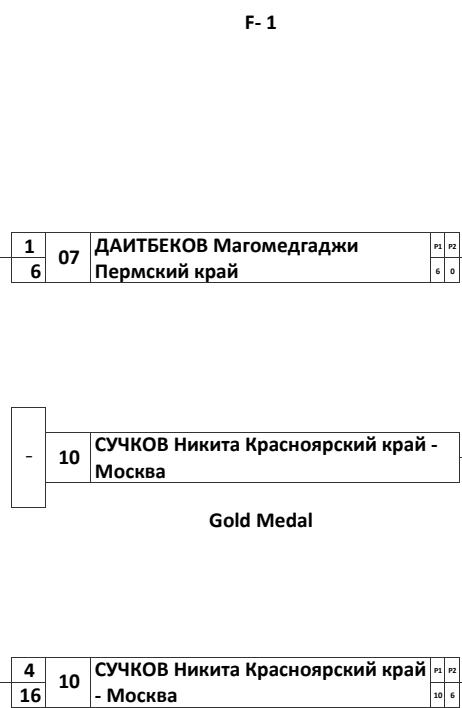 F- 1
1 07 ДАИТБЕКОВ Магомедгаджи P1 P2
6 Пермский край 6 0
- 10 СУЧКОВ Никита Красноярский край -
Москва
Gold Medal
4 10 СУЧКОВ Никита Красноярский край P1 P2
16 - Москва 10 6